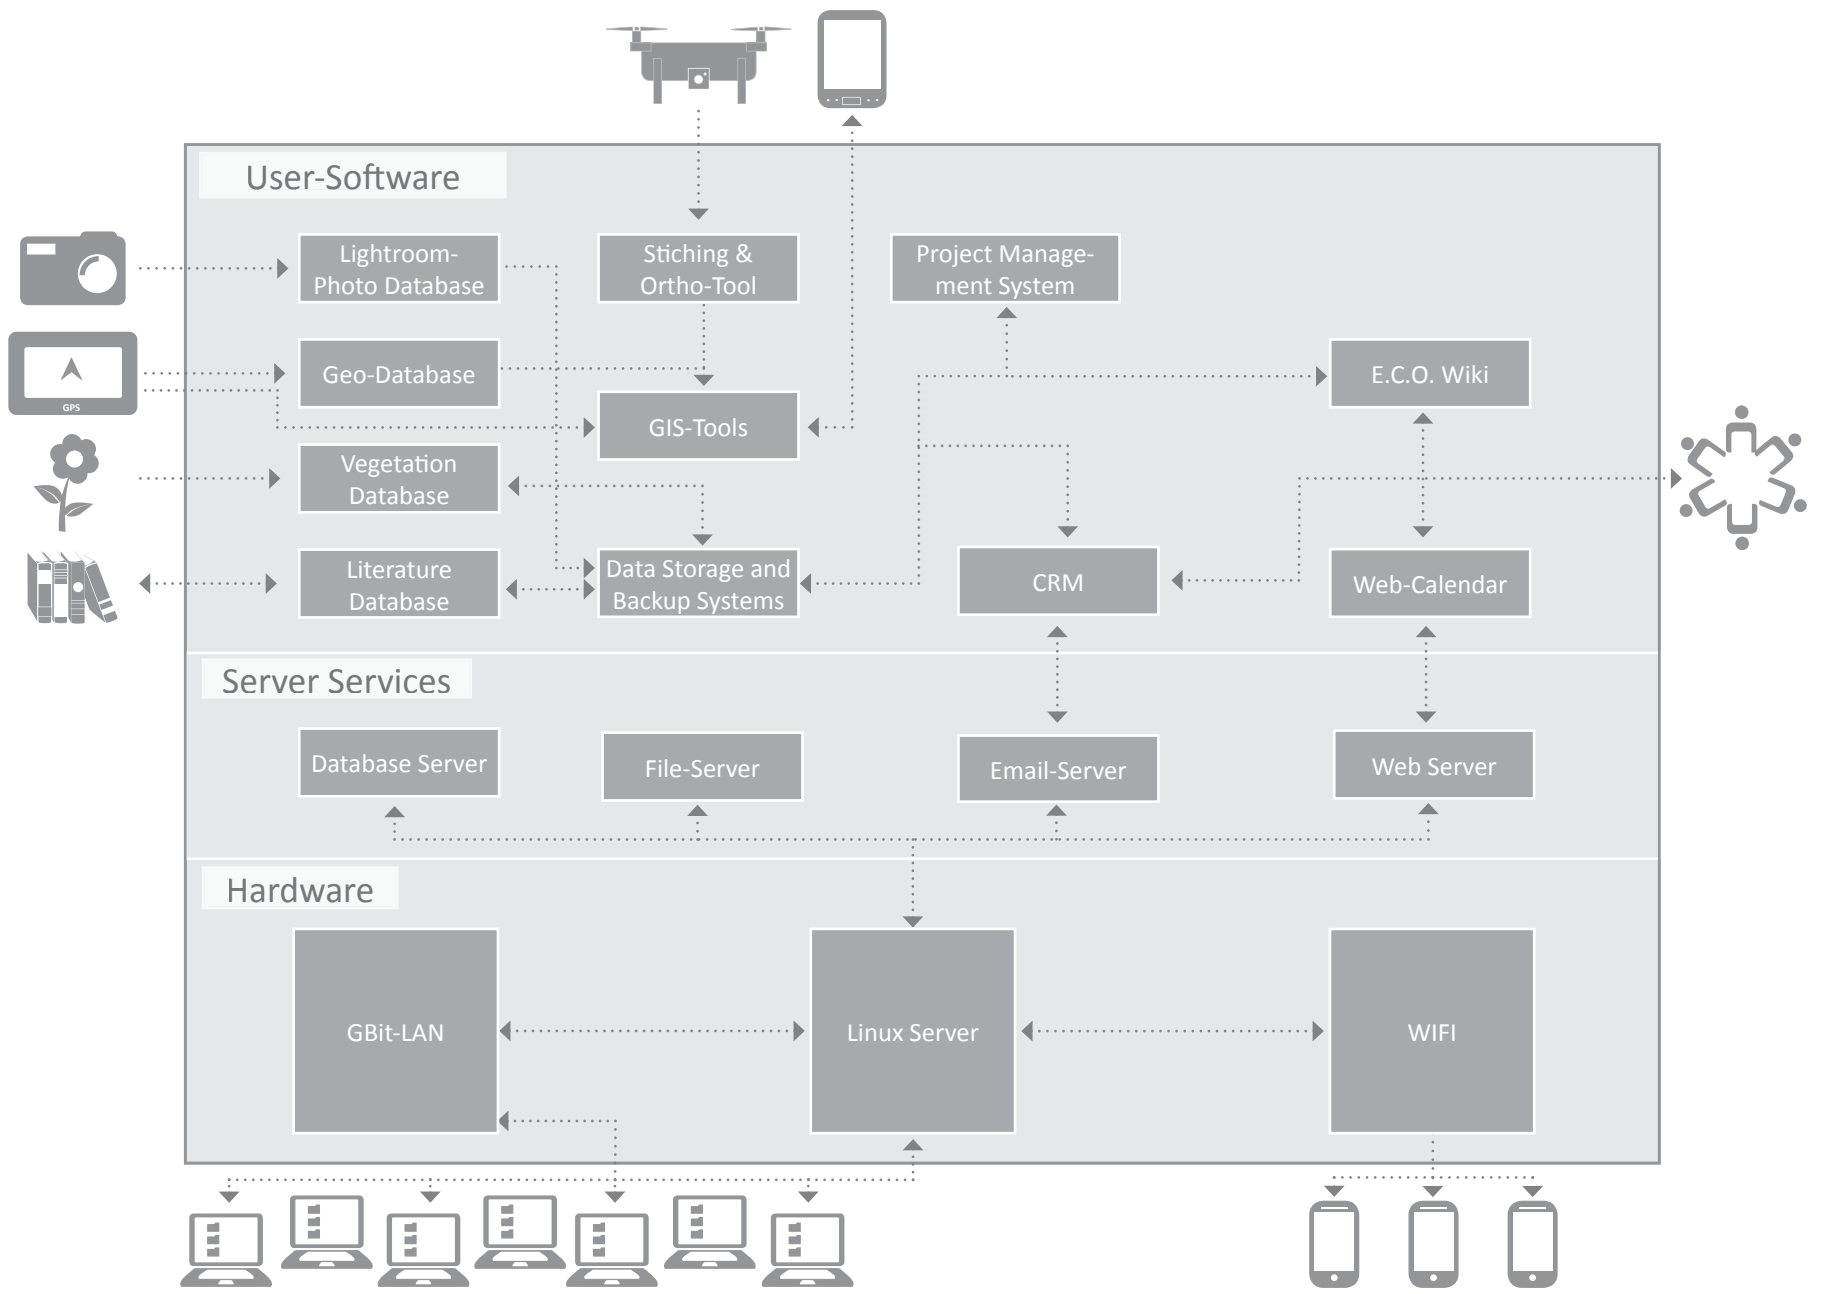 User-Software
Lightroom-
Photo Database
Stiching &
Ortho-Tool
Project Manage-
ment System
Geo-Database
E.C.O. Wiki
GPS
GIS-Tools
Vegetation
Database
Literature
Database
Data Storage and
Backup Systems
CRM
Web-Calendar
Server Services
Database Server
File-Server
Email-Server
Web Server
Hardware
GBit-LAN
Linux Server
WIFI